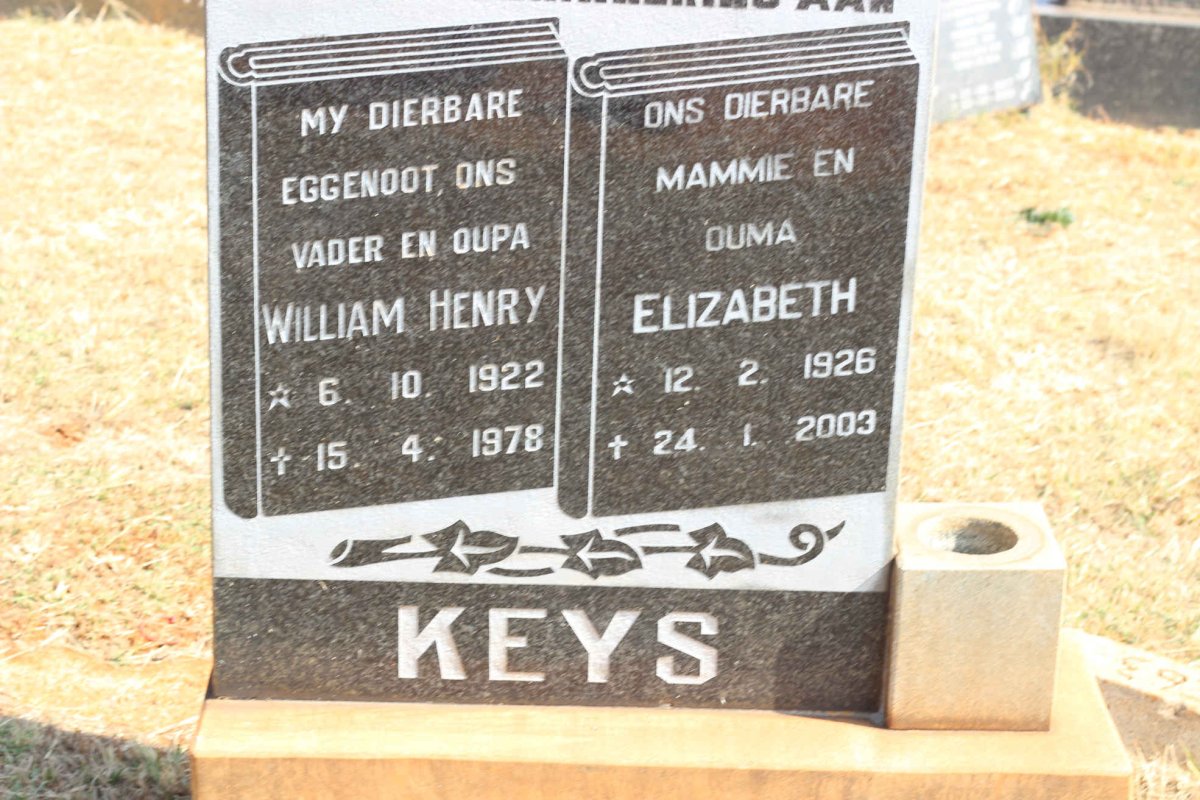 AAN
MY DIERBARE
EGGENOOT, ONS
VADER EN OUPA
WILLIAM HENRY
☆ 6. 10. 1922
✝ 15. 4. 1978
ONS DIERBARE
MAMMIE EN
OUMA
ELIZABETH
☆ 12. 2. 1926
✝ 24. 1. 2003
KEYS